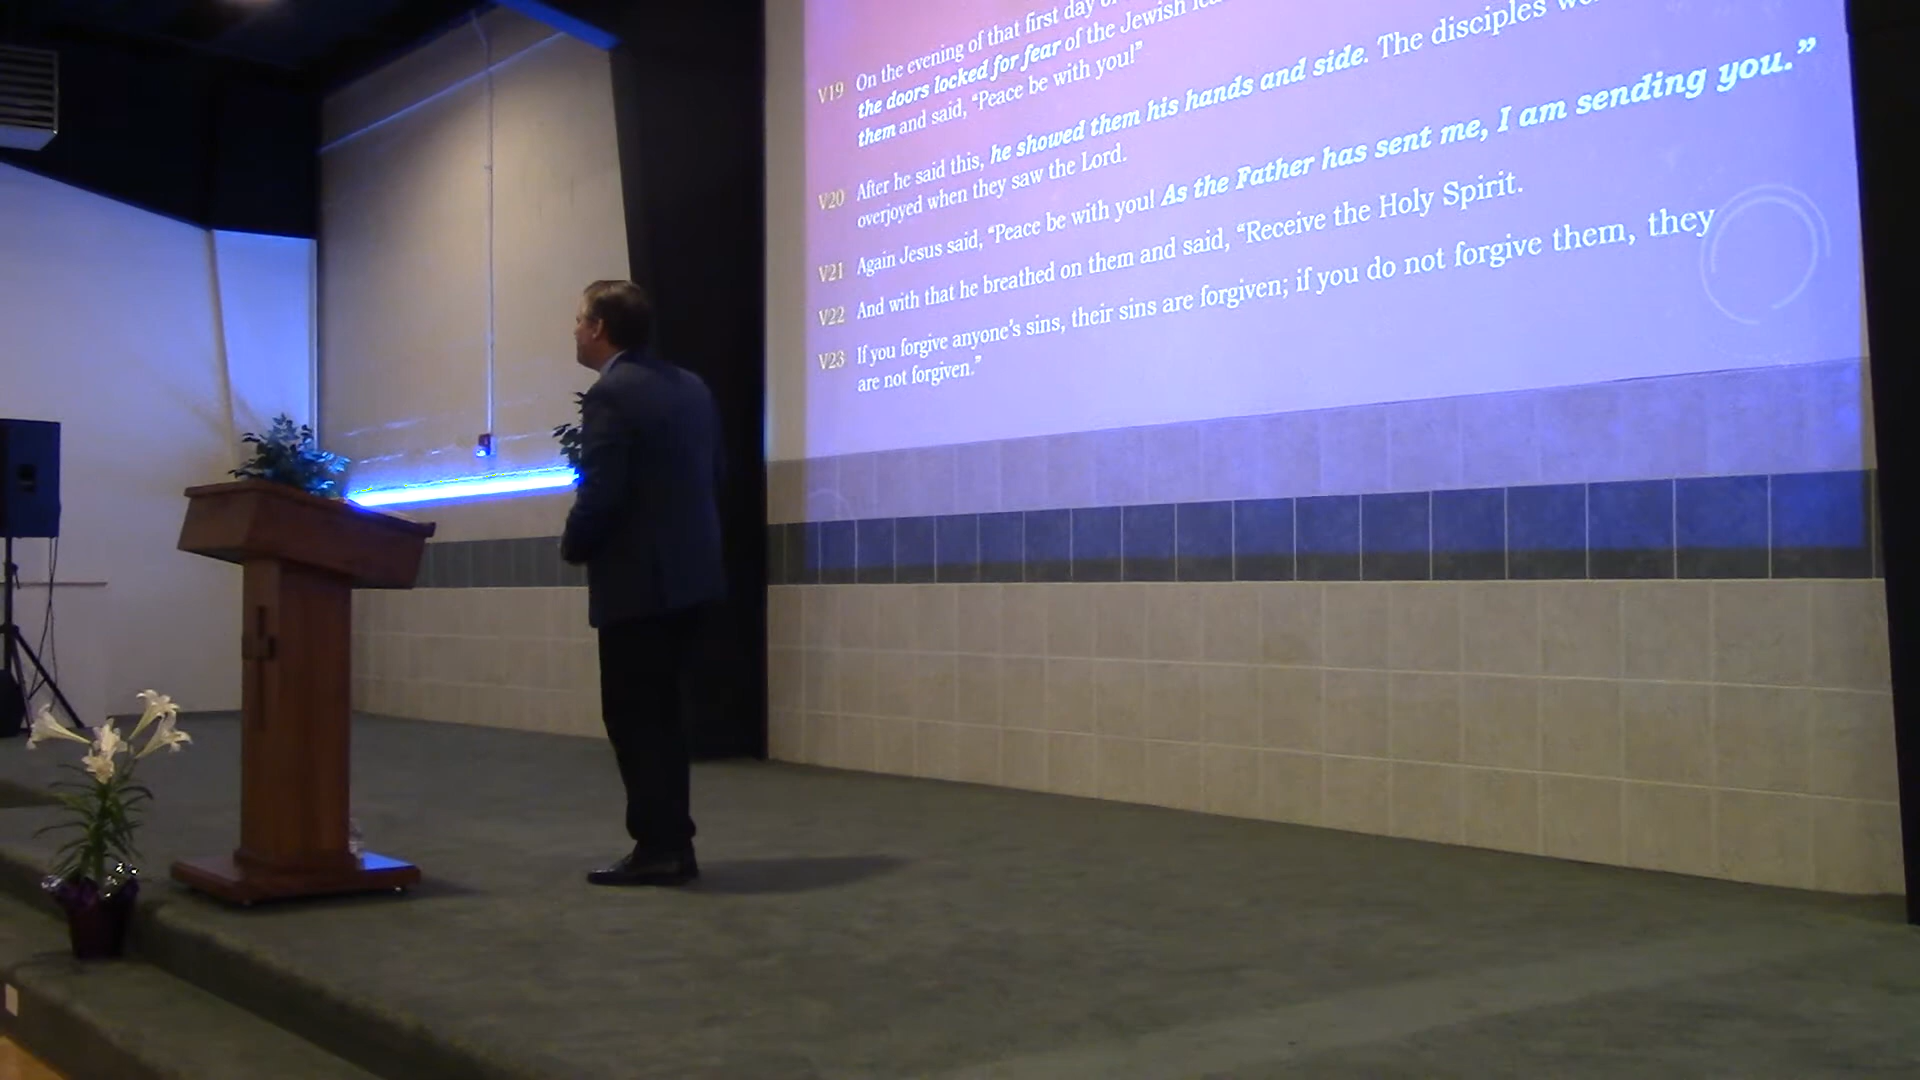 V19 On the evening of that first day
the doors locked for fear of the Jewish
them and said, “Peace be with you!”
V20 After he said this, he showed them his hands and side. The disciples
overjoyed when they saw the Lord.
V21 Again Jesus said, “Peace be with you! As the Father has sent me, I am sending you.”
V22 And with that he breathed on them and said, “Receive the Holy Spirit.
V23 If you forgive anyone’s sins, their sins are forgiven; if you do not forgive them, they
are not forgiven.”